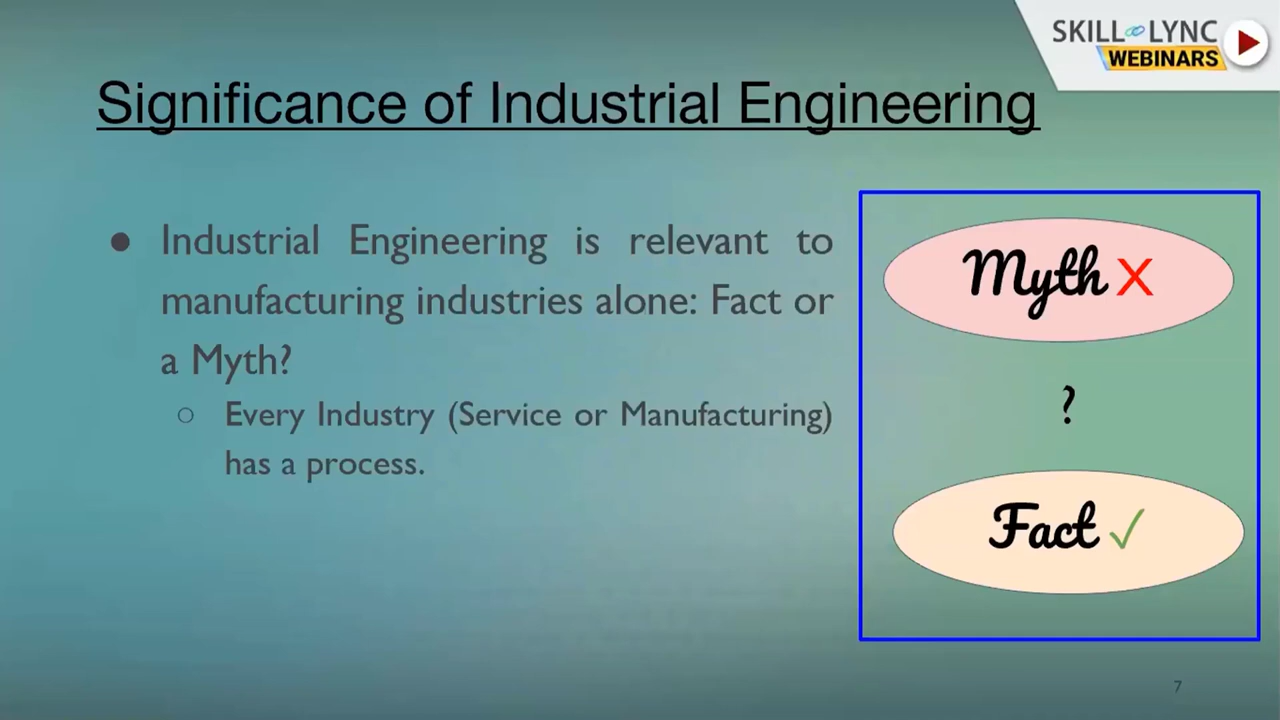 SKILL LYNC
WEBINARS
Significance of Industrial Engineering
● Industrial Engineering is relevant to
manufacturing industries alone: Fact or
a Myth?
○ Every Industry (Service or Manufacturing)
has a process.
Myth X
?
Fact ✓
7